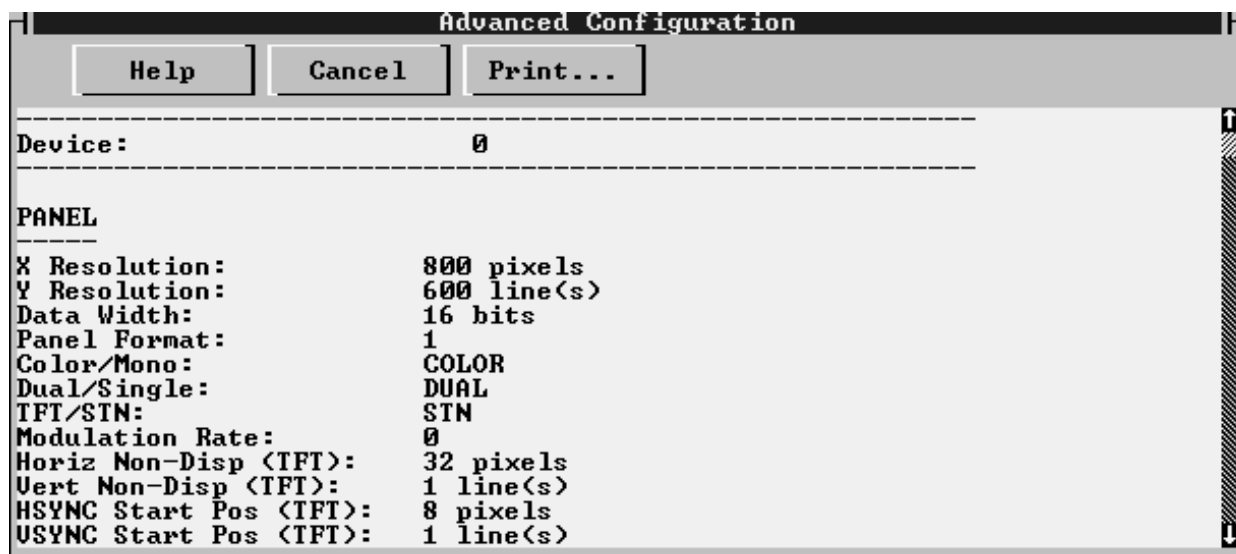 Advanced Configuration
Help Cancel Print...
------------------------------------------------------------
Device: 0
------------------------------------------------------------
PANEL
-----
X Resolution: 800 pixels
Y Resolution: 600 line(s)
Data Width: 16 bits
Panel Format: 1
Color/Mono: COLOR
Dual/Single: DUAL
TFT/STN: STN
Modulation Rate: 0
Horiz Non-Disp (TFT): 32 pixels
Vert Non-Disp (TFT): 1 line(s)
HSYNC Start Pos (TFT): 8 pixels
VSYNC Start Pos (TFT): 1 line(s)